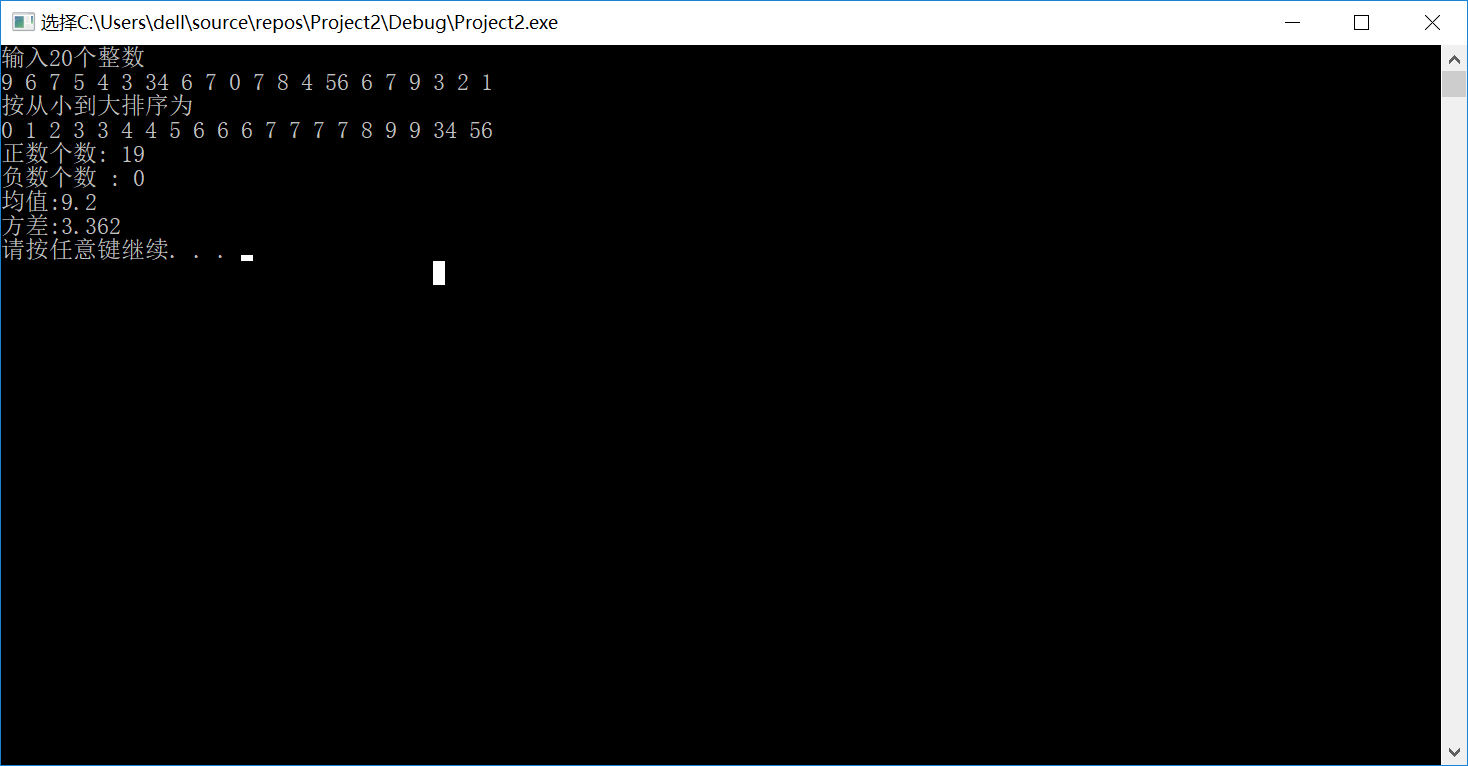 选择C:\Users\dell\source\repos\Project2\Debug\Project2.exe
输入20个整数
9 6 7 5 4 3 34 6 7 0 7 8 4 56 6 7 9 3 2 1
按从小到大排序为
0 1 2 3 3 4 4 5 6 6 6 7 7 7 7 8 9 9 34 56
正数个数: 19
负数个数 : 0
均值:9.2
方差:3.362
请按任意键继续. . .